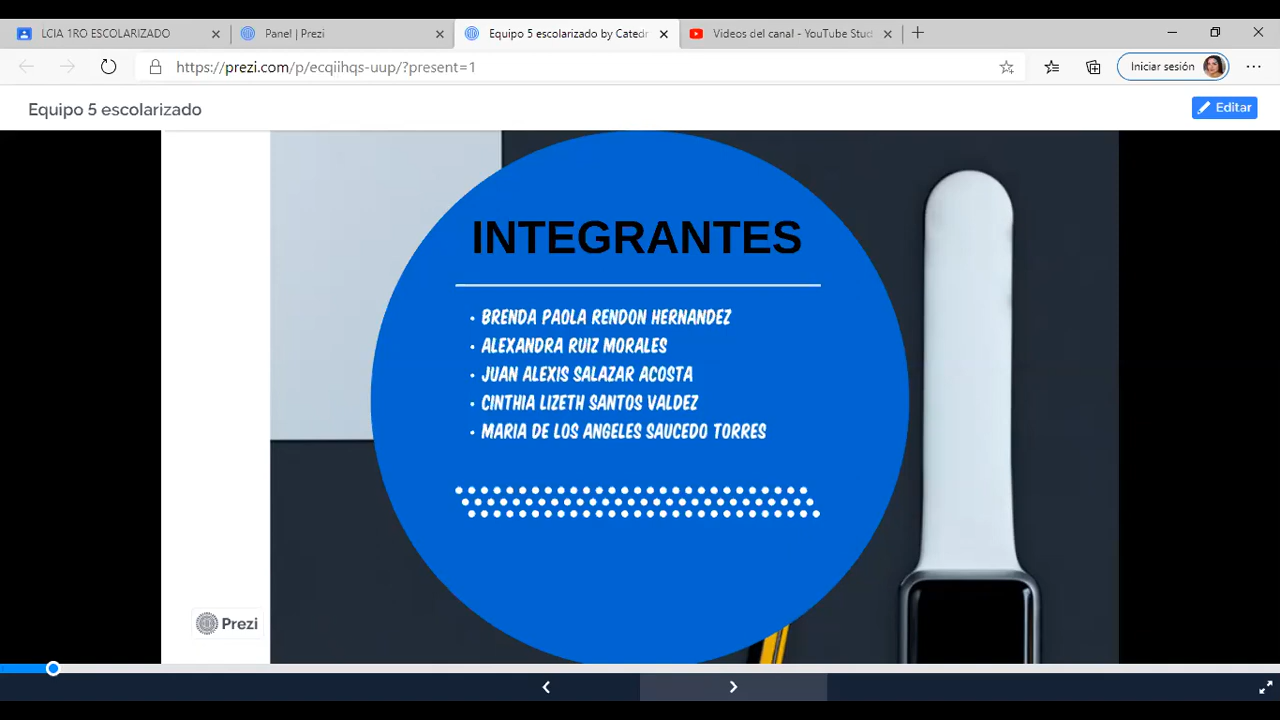 LCIA 1RO ESCOLARIZADO
Panel | Prezi
Equipo 5 escolarizado by Catedr
Videos del canal - YouTube Stud
https://prezi.com/p/ecqiihqs-uup/?present=1
Iniciar sesión
Equipo 5 escolarizado
Editar
INTEGRANTES
• BRENDA PAOLA RENDON HERNANDEZ
• ALEXANDRA RUIZ MORALES
• JUAN ALEXIS SALAZAR ACOSTA
• CINTHIA LIZETH SANTOS VALDEZ
• MARIA DE LOS ANGELES SAUCEDO TORRES
Prezi